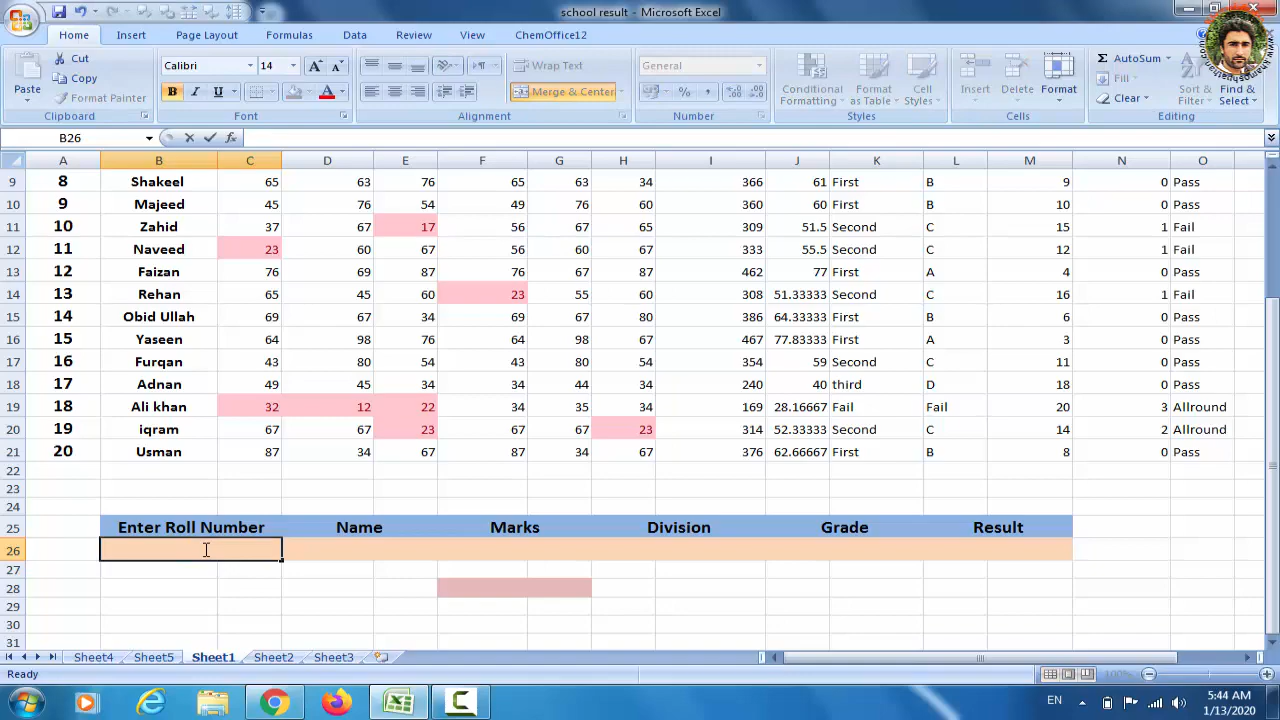 school result - Microsoft Excel
Home Insert Page Layout Formulas Data Review View ChemOffice12
Paste Cut Copy Format Painter Clipboard
Calibri 14 A A B I U A Font
Wrap Text Merge & Center Alignment
General % , .0 .00 Number
Conditional Formatting Format as Table Cell Styles Styles
Insert Delete Format Cells
Σ AutoSum Fill Clear Sort & Filter Find & Select Editing
B26 fx
A B C D E F G H I J K L M N O
9 8 Shakeel 65 63 76 65 63 34 366 61 First B 9 0 Pass
10 9 Majeed 45 76 54 49 76 60 360 60 First B 10 0 Pass
11 10 Zahid 37 67 17 56 67 65 309 51.5 Second C 15 1 Fail
12 11 Naveed 23 60 67 56 60 67 333 55.5 Second C 12 1 Fail
13 12 Faizan 76 69 87 76 67 87 462 77 First A 4 0 Pass
14 13 Rehan 65 45 60 23 55 60 308 51.33333 Second C 16 1 Fail
15 14 Obid Ullah 69 67 34 69 67 80 386 64.33333 First B 6 0 Pass
16 15 Yaseen 64 98 76 64 98 67 467 77.83333 First A 3 0 Pass
17 16 Furqan 43 80 54 43 80 54 354 59 Second C 11 0 Pass
18 17 Adnan 49 45 34 34 44 34 240 40 third D 18 0 Pass
19 18 Ali khan 32 12 22 34 35 34 169 28.16667 Fail Fail 20 3 Allround
20 19 iqram 67 67 23 67 67 23 314 52.33333 Second C 14 2 Allround
21 20 Usman 87 34 67 87 34 67 376 62.66667 First B 8 0 Pass
22
23
24
25 Enter Roll Number Name Marks Division Grade Result
26
27
28
29
30
31
Sheet4 Sheet5 Sheet1 Sheet2 Sheet3
Ready 100%
EN 5:44 AM
1/13/2020